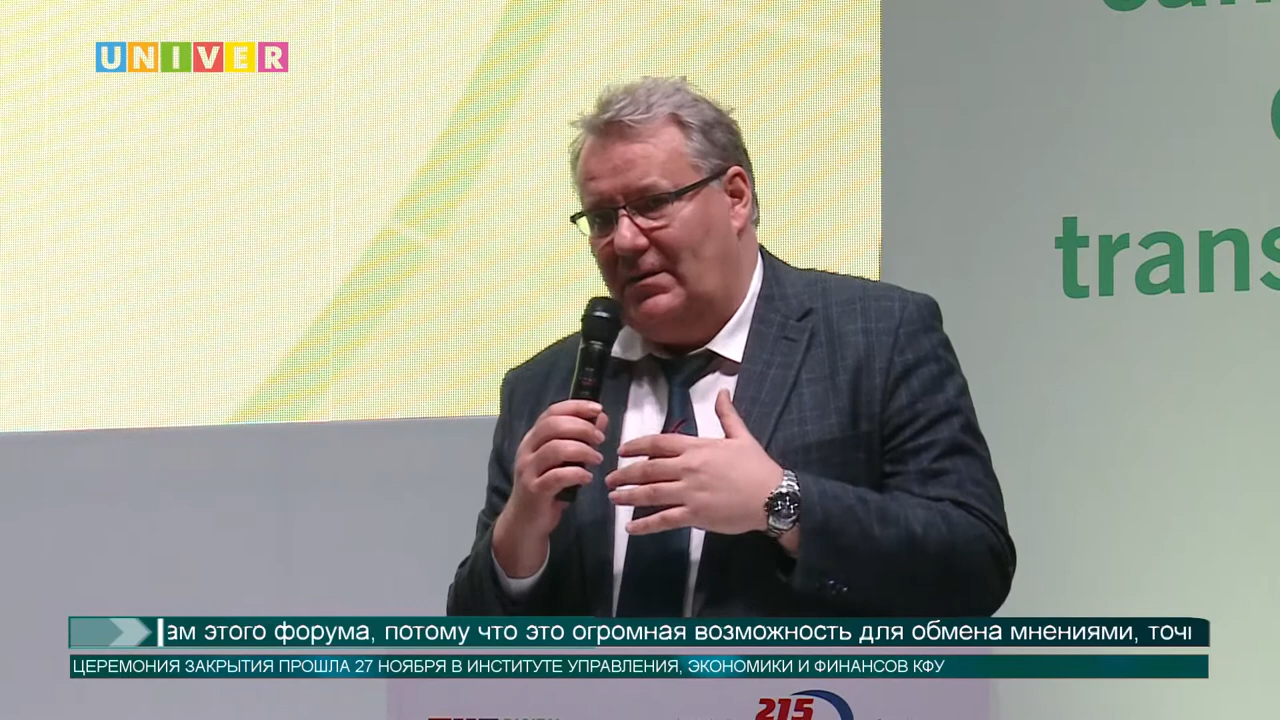 UNIVER
trans
ам этого форума, потому что это огромная возможность для обмена мнениями, точ
ЦЕРЕМОНИЯ ЗАКРЫТИЯ ПРОШЛА 27 НОЯБРЯ В ИНСТИТУТЕ УПРАВЛЕНИЯ, ЭКОНОМИКИ И ФИНАНСОВ КФУ
215